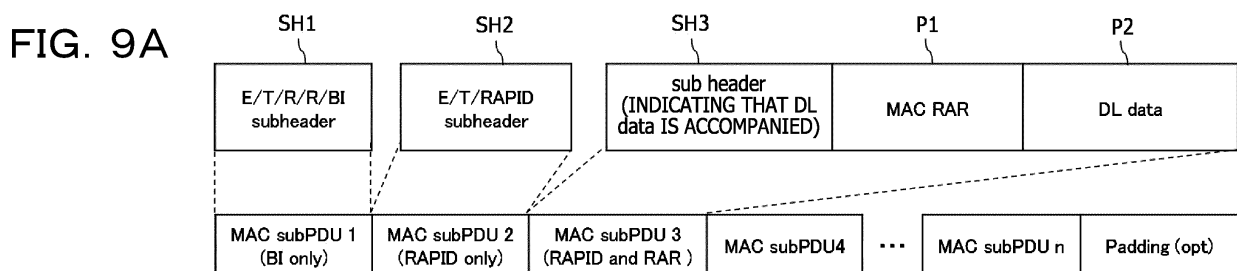 FIG. 9A
SH1
SH2
SH3
P1
P2
E/T/R/R/BI
subheader
E/T/RAPID
subheader
sub header
(INDICATING THAT DL
data IS ACCOMPANIED)
MAC RAR
DL data
MAC subPDU 1
(BI only)
MAC subPDU 2
(RAPID only)
MAC subPDU 3
(RAPID and RAR )
MAC subPDU4
...
MAC subPDU n
Padding (opt)